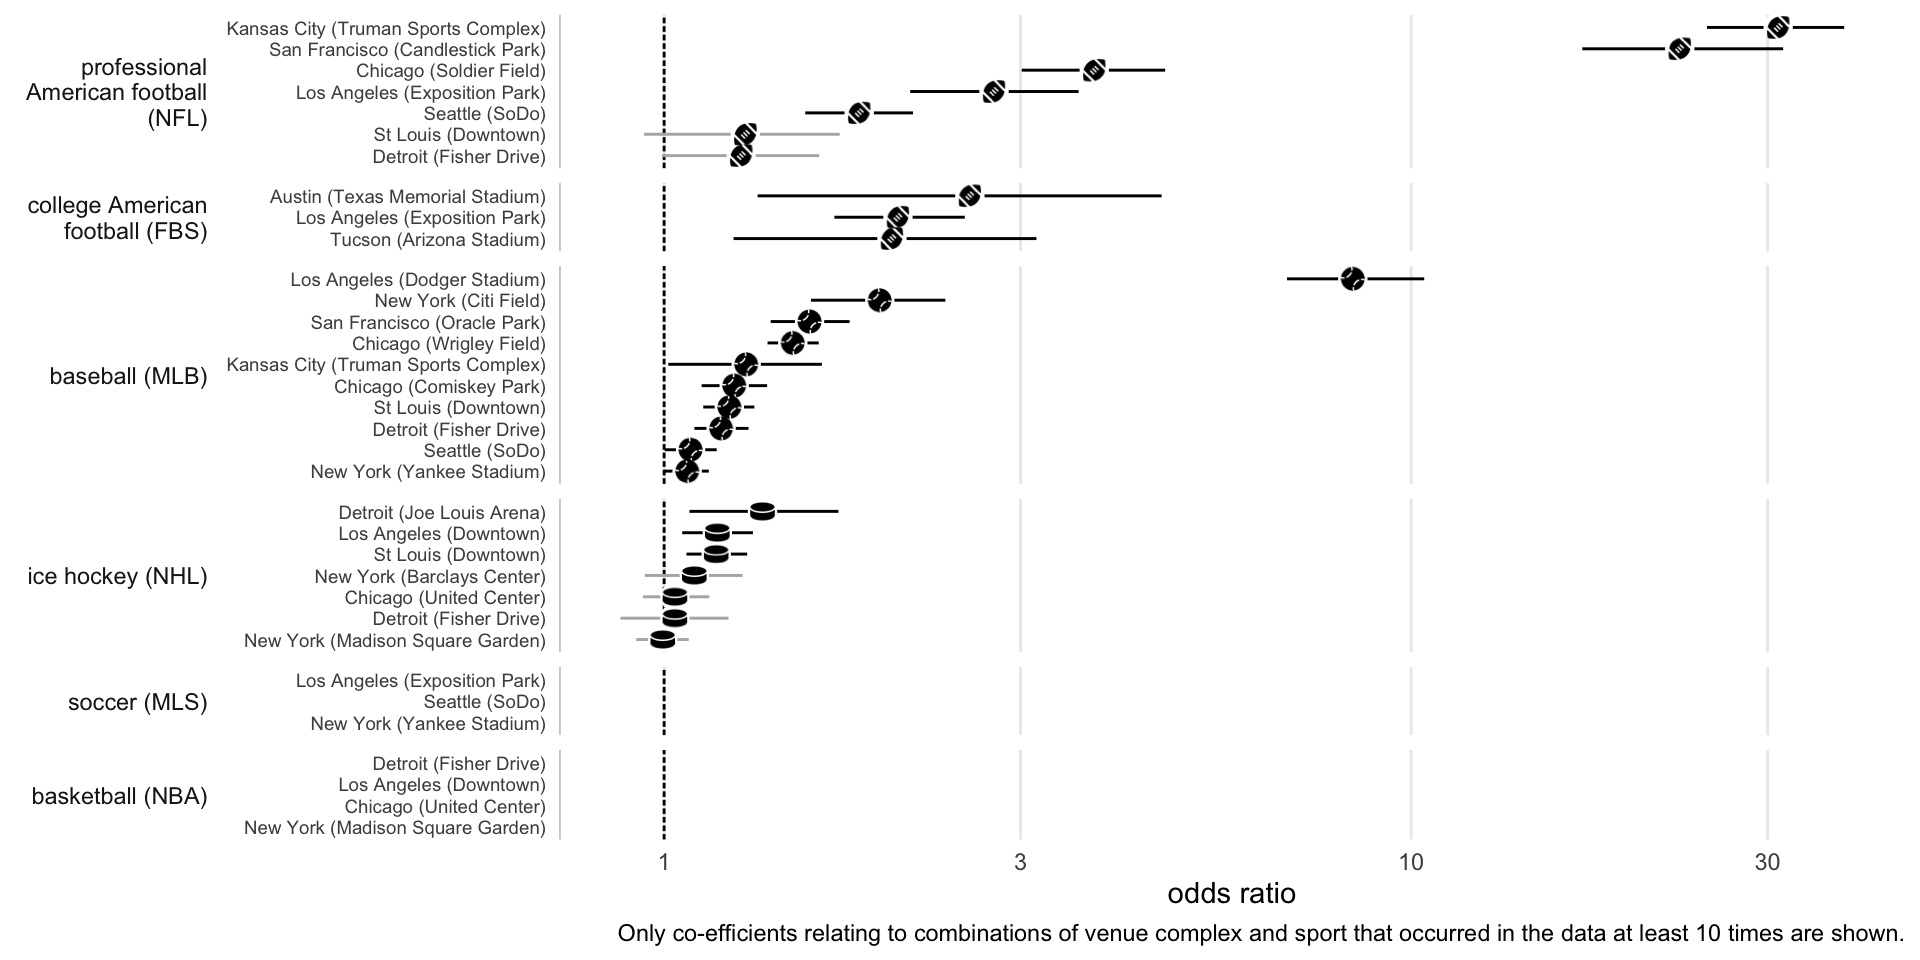 professional
American football
(NFL)
Kansas City (Truman Sports Complex)
San Francisco (Candlestick Park)
Chicago (Soldier Field)
Los Angeles (Exposition Park)
Seattle (SoDo)
St Louis (Downtown)
Detroit (Fisher Drive)
college American
football (FBS)
Austin (Texas Memorial Stadium)
Los Angeles (Exposition Park)
Tucson (Arizona Stadium)
baseball (MLB)
Los Angeles (Dodger Stadium)
New York (Citi Field)
San Francisco (Oracle Park)
Chicago (Wrigley Field)
Kansas City (Truman Sports Complex)
Chicago (Comiskey Park)
St Louis (Downtown)
Detroit (Fisher Drive)
Seattle (SoDo)
New York (Yankee Stadium)
ice hockey (NHL)
Detroit (Joe Louis Arena)
Los Angeles (Downtown)
St Louis (Downtown)
New York (Barclays Center)
Chicago (United Center)
Detroit (Fisher Drive)
New York (Madison Square Garden)
soccer (MLS)
Los Angeles (Exposition Park)
Seattle (SoDo)
New York (Yankee Stadium)
basketball (NBA)
Detroit (Fisher Drive)
Los Angeles (Downtown)
Chicago (United Center)
New York (Madison Square Garden)
1 3 10 30
odds ratio
Only co-efficients relating to combinations of venue complex and sport that occurred in the data at least 10 times are shown.